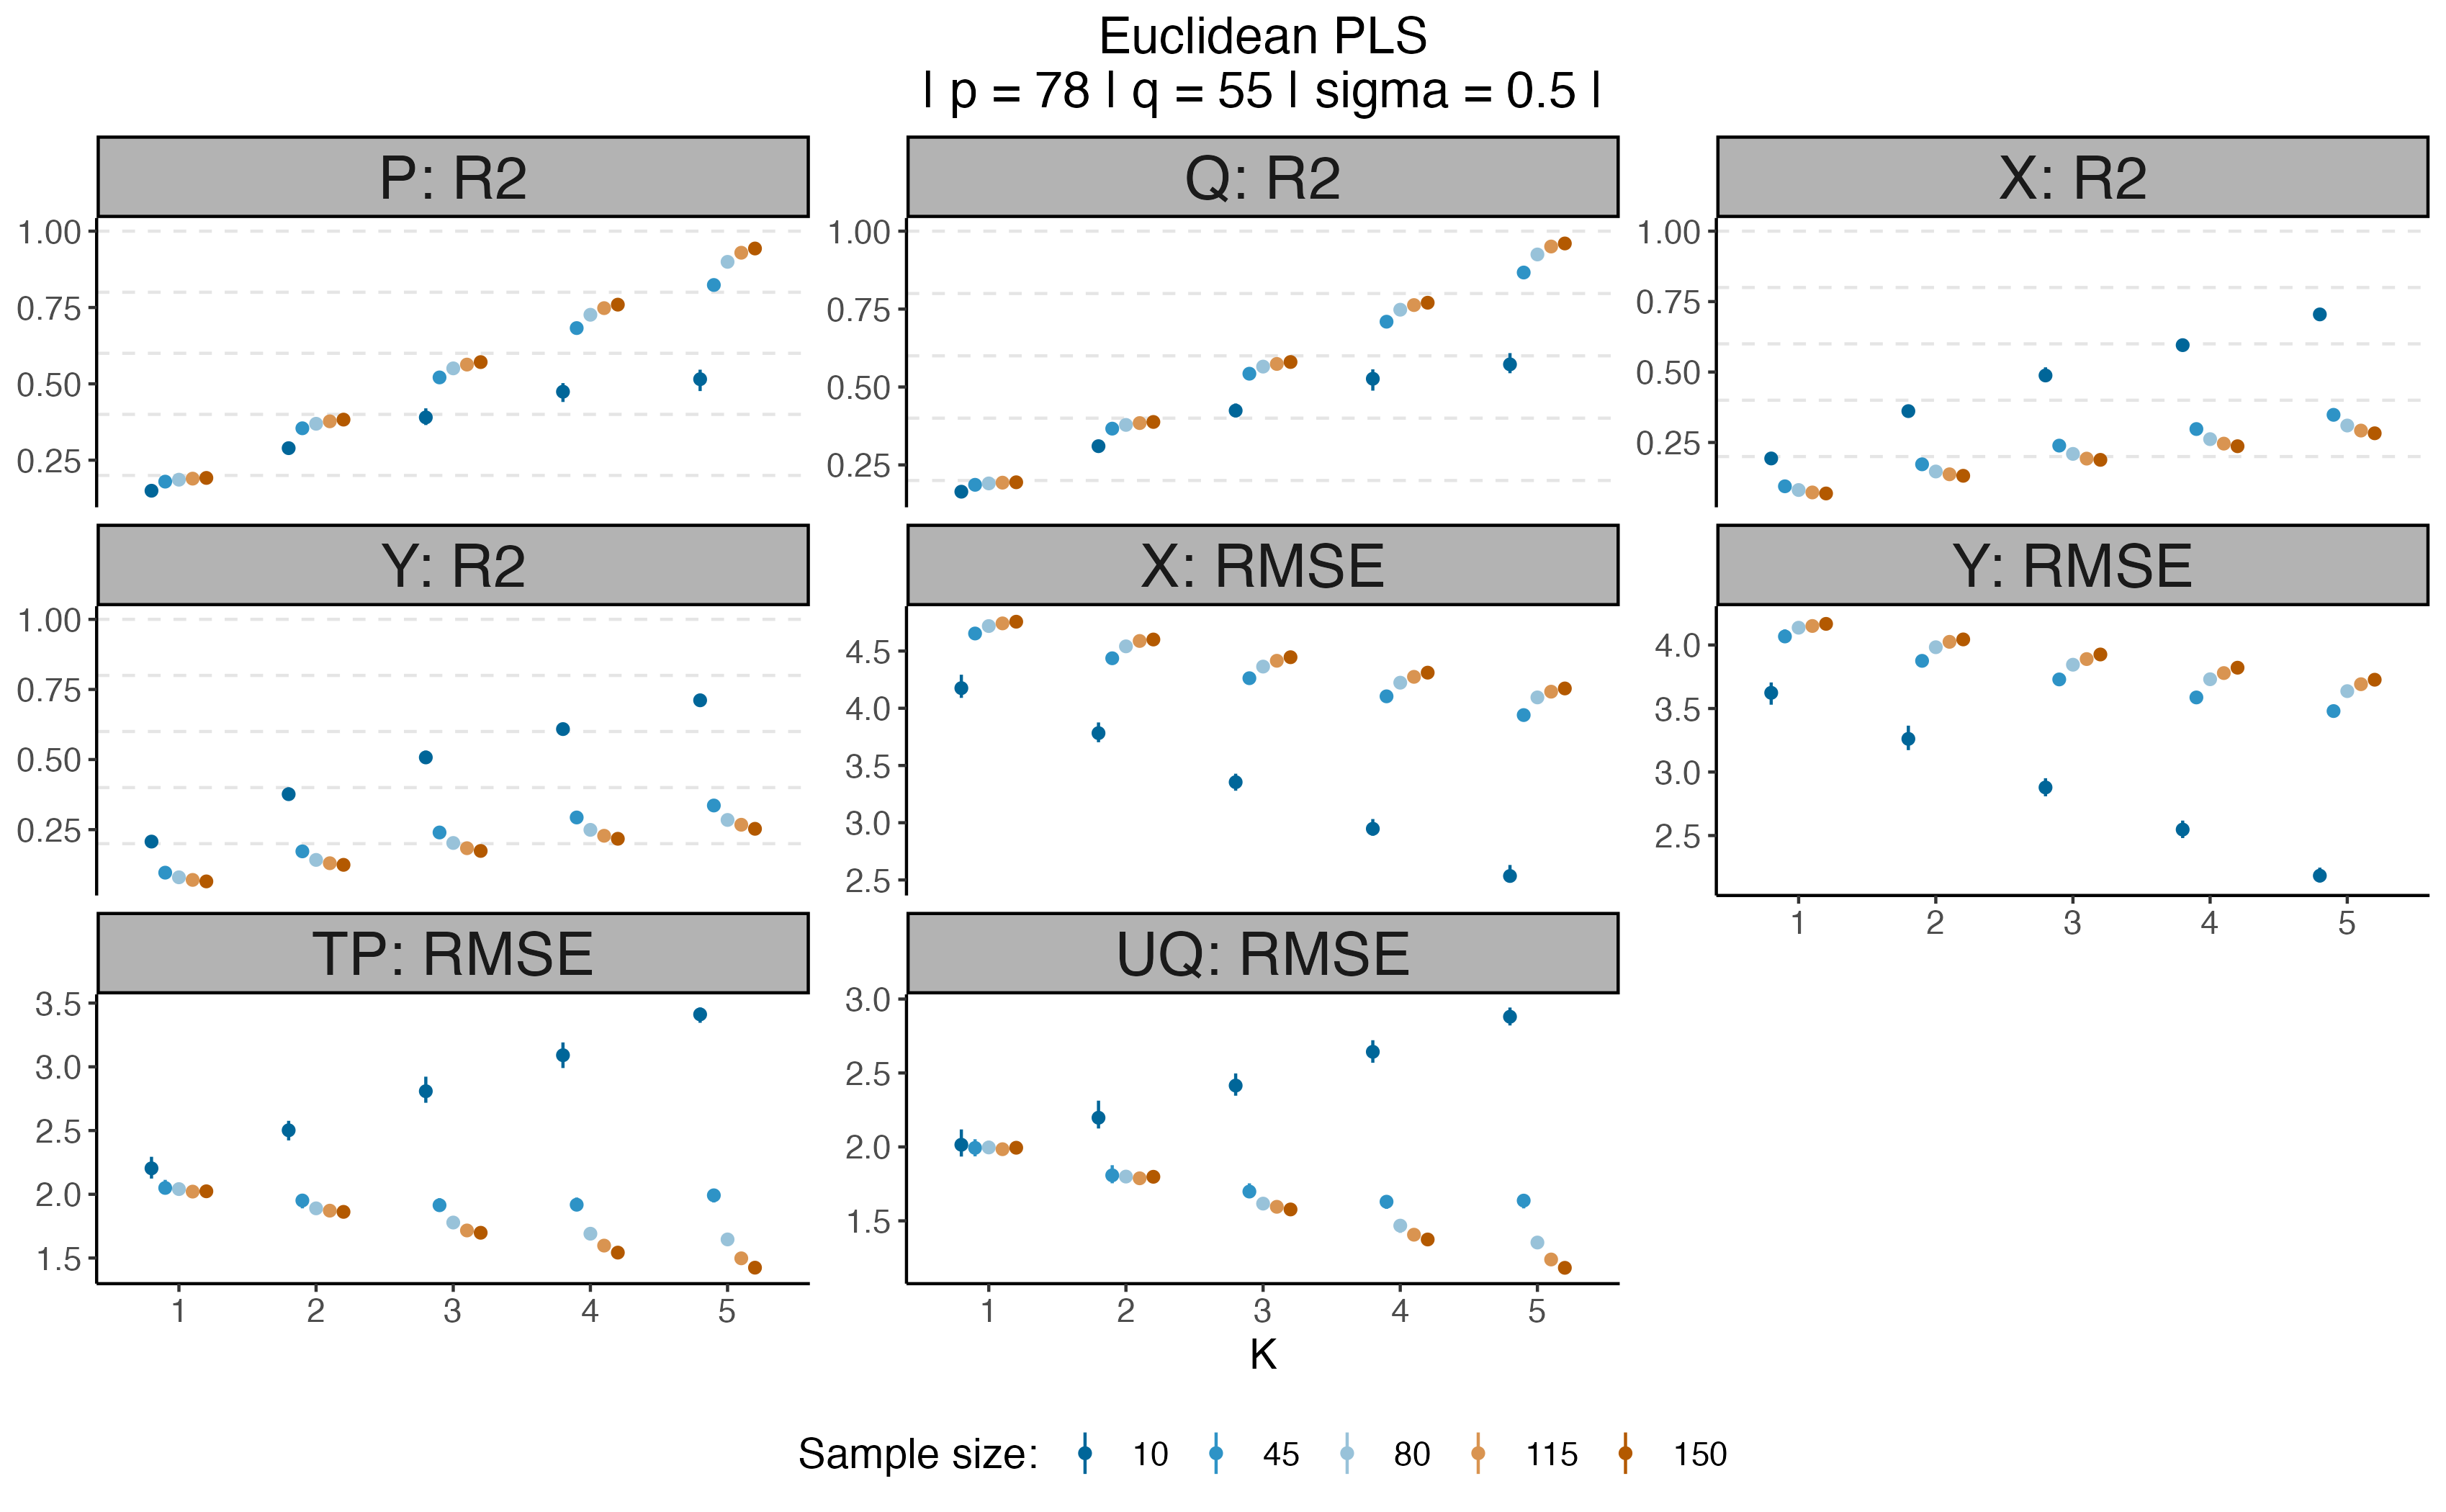 Euclidean PLS
| p = 78 | q = 55 | sigma = 0.5 |
P: R2
Q: R2
X: R2
1.00
0.75
0.50
0.25
1.00
0.75
0.50
0.25
1.00
0.75
0.50
0.25
Y: R2
X: RMSE
Y: RMSE
1.00
0.75
0.50
0.25
4.5
4.0
3.5
3.0
2.5
4.0
3.5
3.0
2.5
1 2 3 4 5
TP: RMSE
UQ: RMSE
3.5
3.0
2.5
2.0
1.5
3.0
2.5
2.0
1.5
1 2 3 4 5
1 2 3 4 5
K
Sample size: 10 45 80 115 150